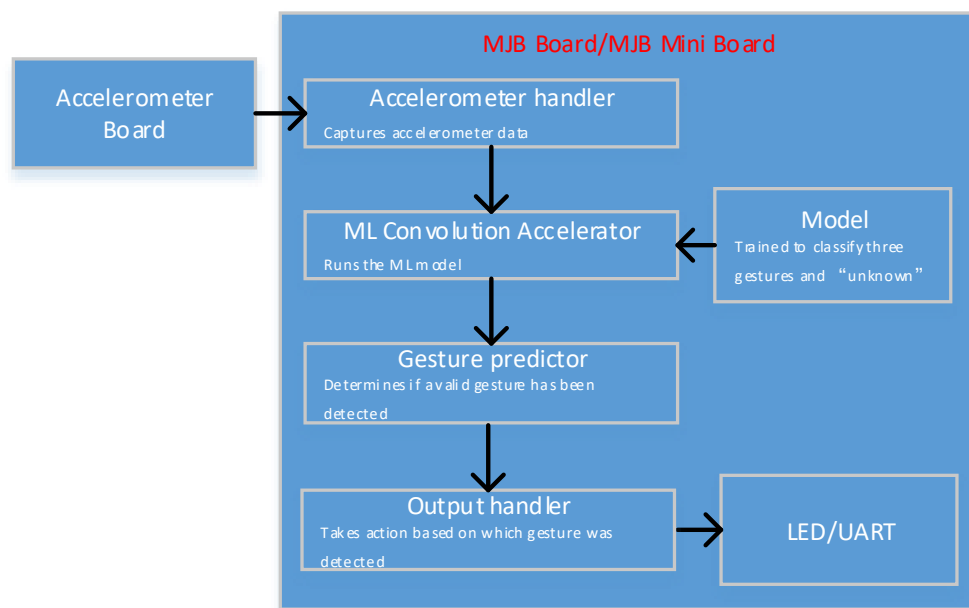 MJB Board/MJB Mini Board
Accelerometer
Board
Accelerometer handler
Captures accelerometer data
ML Convolution Accelerator
Runs the ML model
Model
Trained to classify three
gestures and “unknown”
Gesture predictor
Determines if a valid gesture has been
detected
Output handler
Takes action based on which gesture was
detected
LED/UART